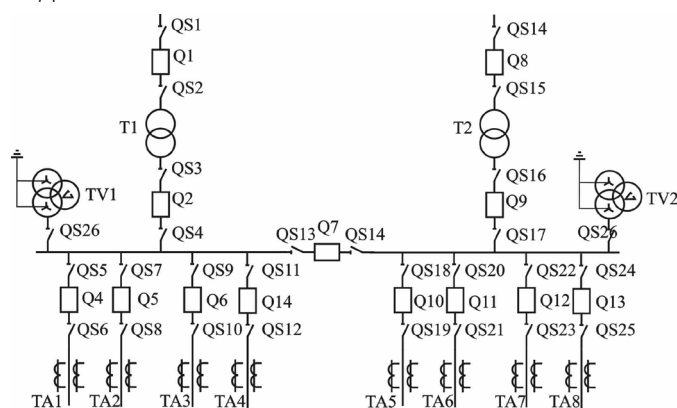 QS1 QS14
Q1 Q8
QS2 QS15
T1 T2
QS3 QS16
TV1 TV2
Q2 Q9
QS26 QS4 QS13 Q7 QS14 QS17 QS26
QS5 QS7 QS9 QS11 QS18 QS20 QS22 QS24
Q4 Q5 Q6 Q14 Q10 Q11 Q12 Q13
QS6 QS8 QS10 QS12 QS19 QS21 QS23 QS25
TA1 TA2 TA3 TA4 TA5 TA6 TA7 TA8